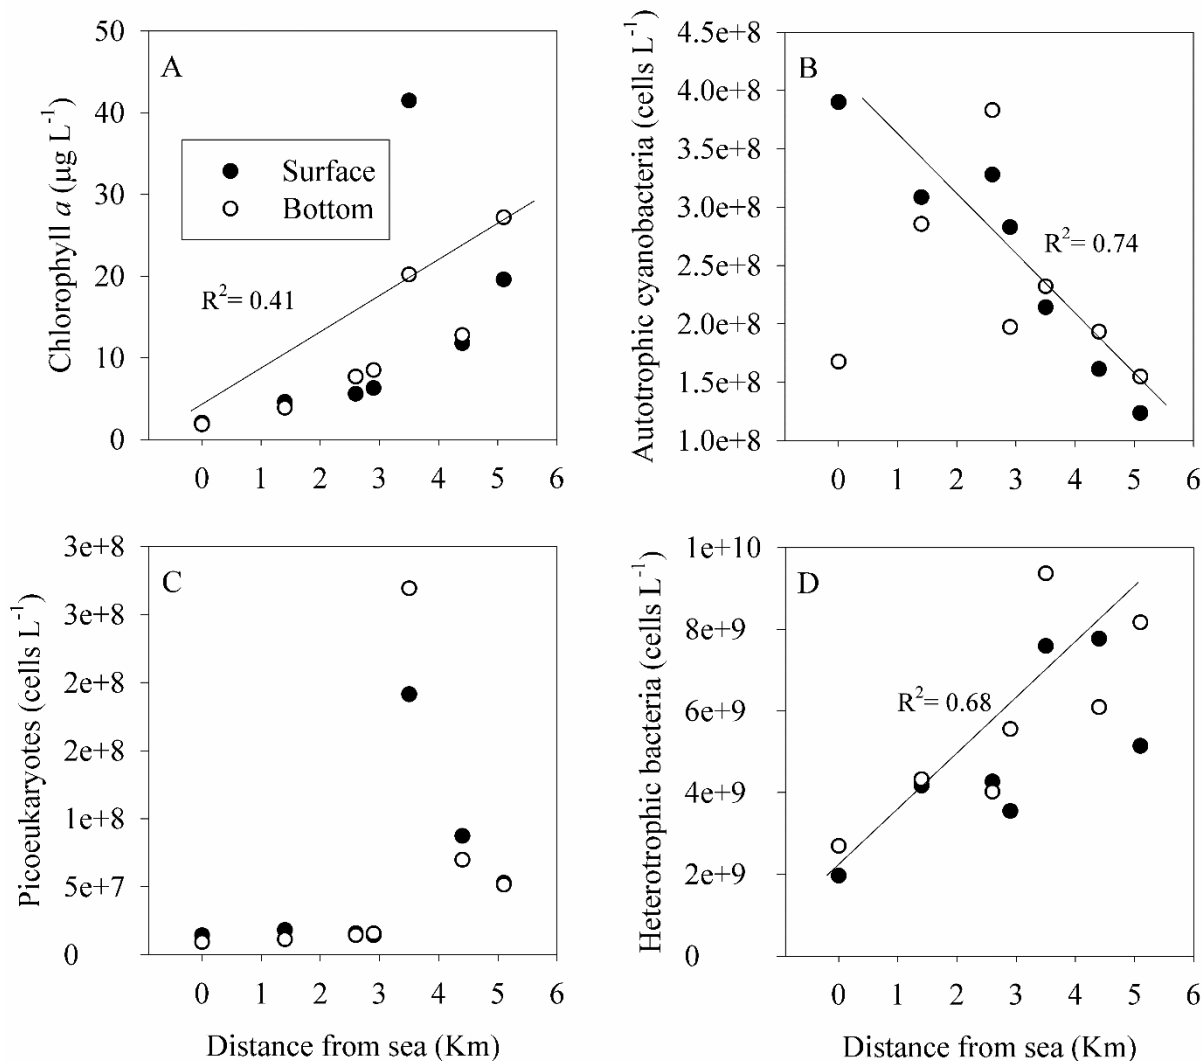 A
Chlorophyll a (µg L-1)
50
40
30
20
10
0
Surface
Bottom
R2= 0.41
0 1 2 3 4 5 6
B
Autotrophic cyanobacteria (cells L-1)
4.5e+8
4.0e+8
3.5e+8
3.0e+8
2.5e+8
2.0e+8
1.5e+8
1.0e+8
R2= 0.74
0 1 2 3 4 5 6
C
Picoeukaryotes (cells L-1)
3e+8
3e+8
2e+8
2e+8
1e+8
5e+7
0
0 1 2 3 4 5 6
Distance from sea (Km)
D
Heterotrophic bacteria (cells L-1)
1e+10
8e+9
6e+9
4e+9
2e+9
0
R2= 0.68
0 1 2 3 4 5 6
Distance from sea (Km)